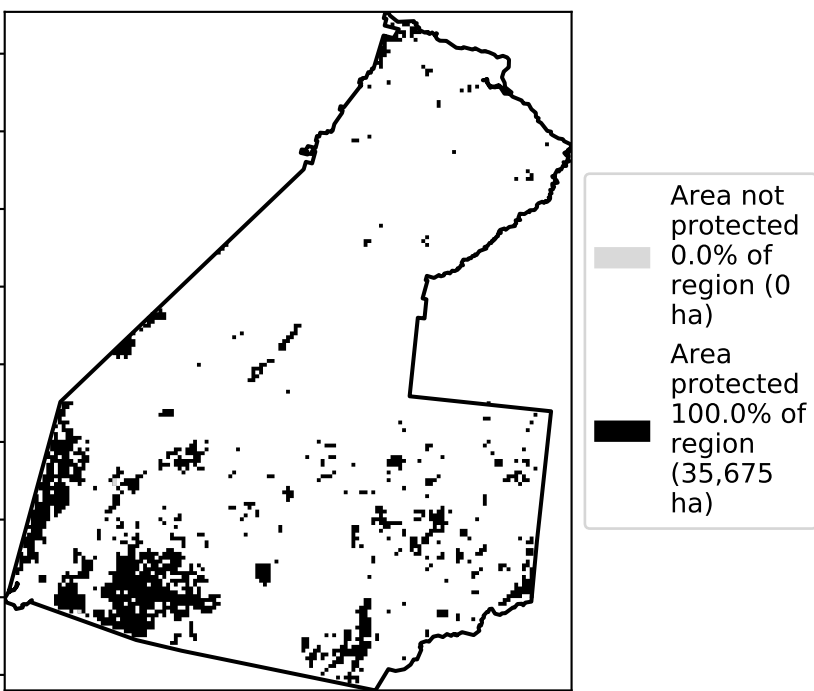 Area not
protected
0.0% of
region (0
ha)
Area
protected
100.0% of
region
(35,675
ha)